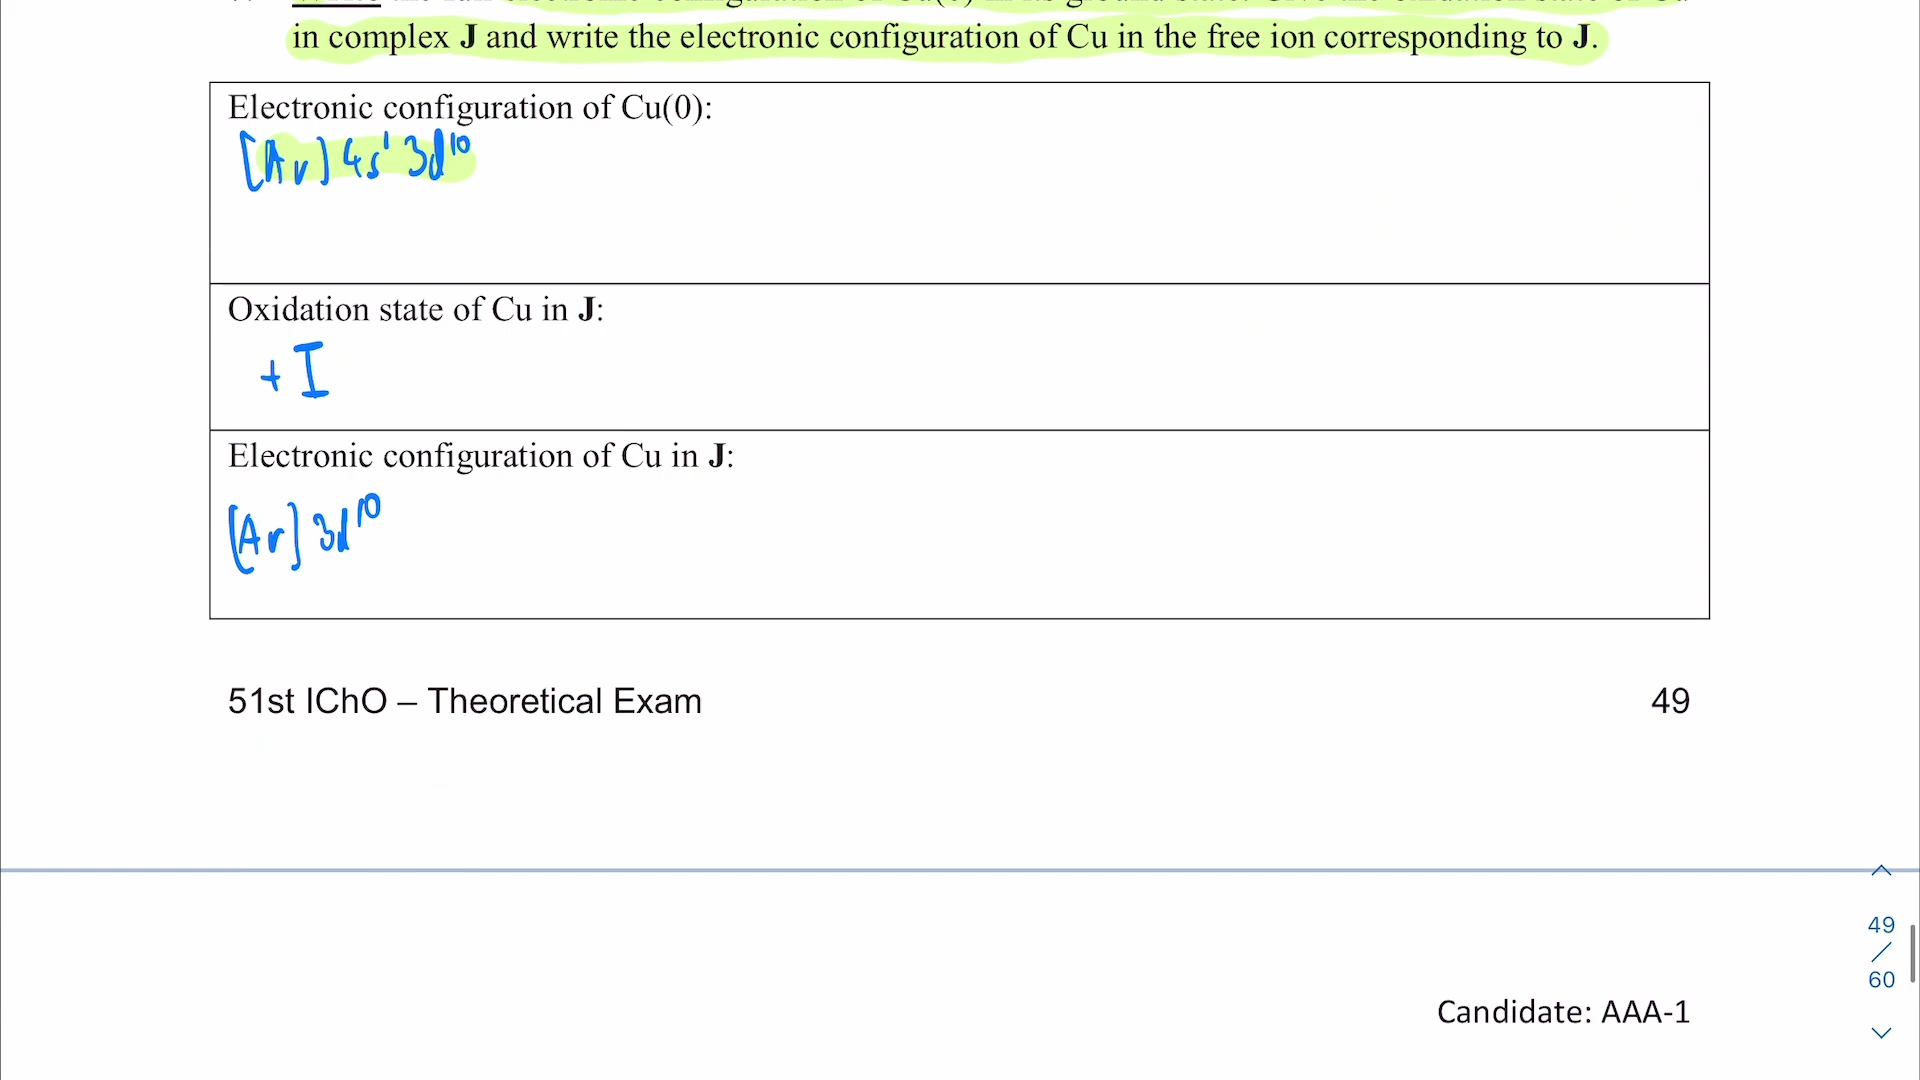 in complex J and write the electronic configuration of Cu in the free ion corresponding to J.
Electronic configuration of Cu(0):
[Ar] 4s¹ 3d¹⁰
Oxidation state of Cu in J:
+ I
Electronic configuration of Cu in J:
[Ar] 3d¹⁰
51st IChO – Theoretical Exam
49
49
/
60
Candidate: AAA-1